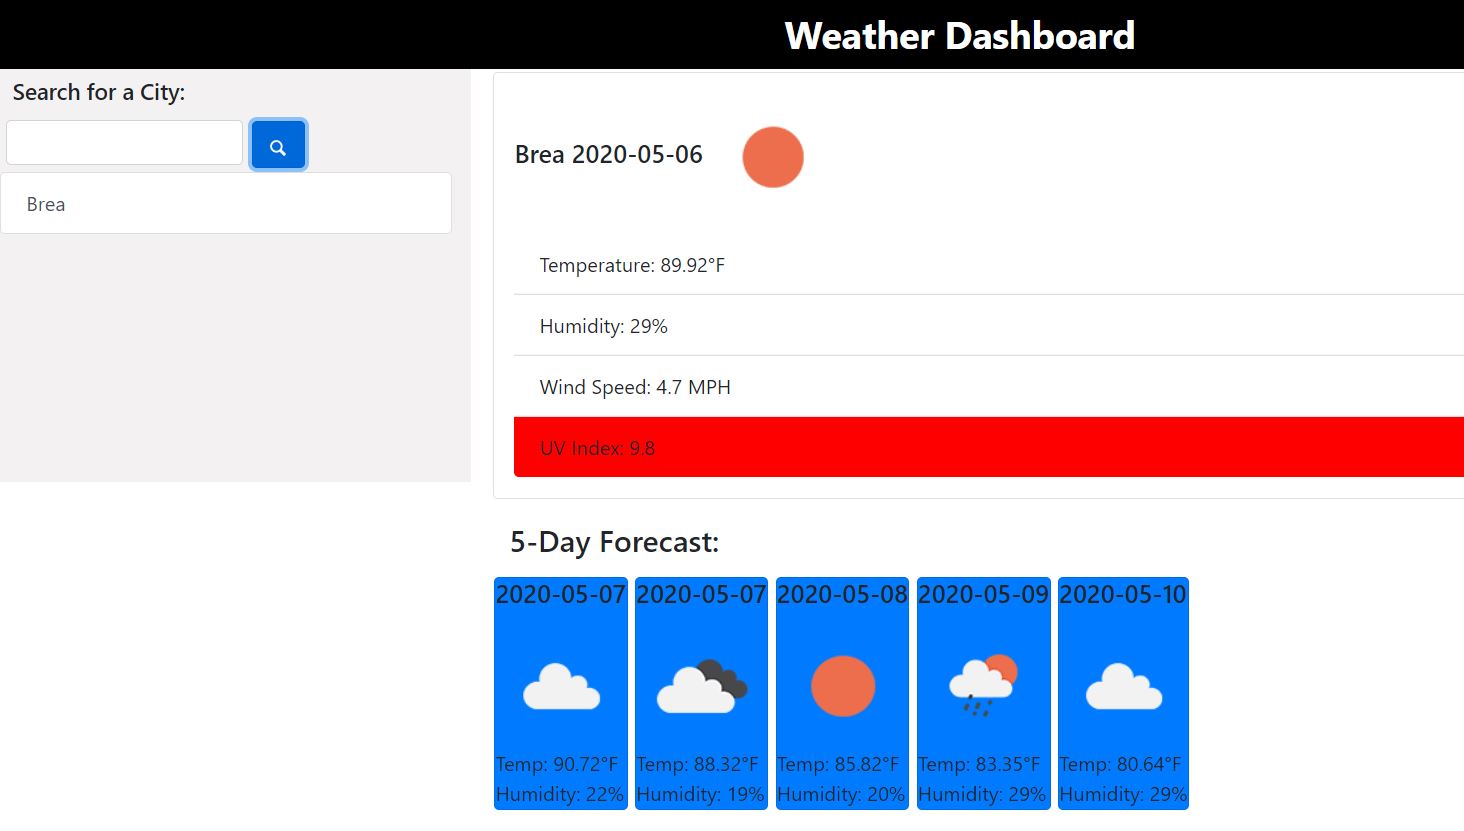 Weather Dashboard
Search for a City:
Brea
Brea 2020-05-06
Temperature: 89.92°F
Humidity: 29%
Wind Speed: 4.7 MPH
UV Index: 9.8
5-Day Forecast:
2020-05-07
Temp: 90.72°F
Humidity: 22%
2020-05-07
Temp: 88.32°F
Humidity: 19%
2020-05-08
Temp: 85.82°F
Humidity: 20%
2020-05-09
Temp: 83.35°F
Humidity: 29%
2020-05-10
Temp: 80.64°F
Humidity: 29%